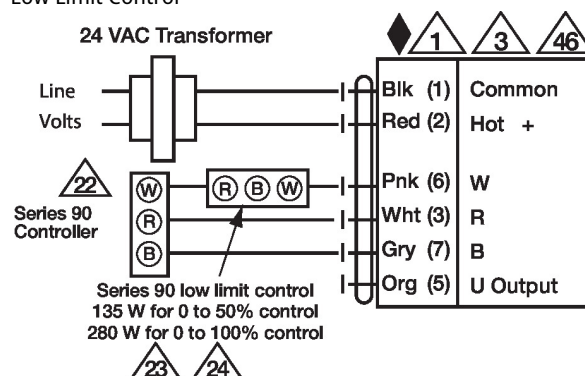 Low Limit Control
24 VAC Transformer
1 3 46
Line
Volts
Blk (1) Common
Red (2) Hot +
Pnk (6) W
Wht (3) R
Gry (7) B
Org (5) U Output
22
Series 90
Controller
W
R
B
R B W
Series 90 low limit control
135 W for 0 to 50% control
280 W for 0 to 100% control
23 24